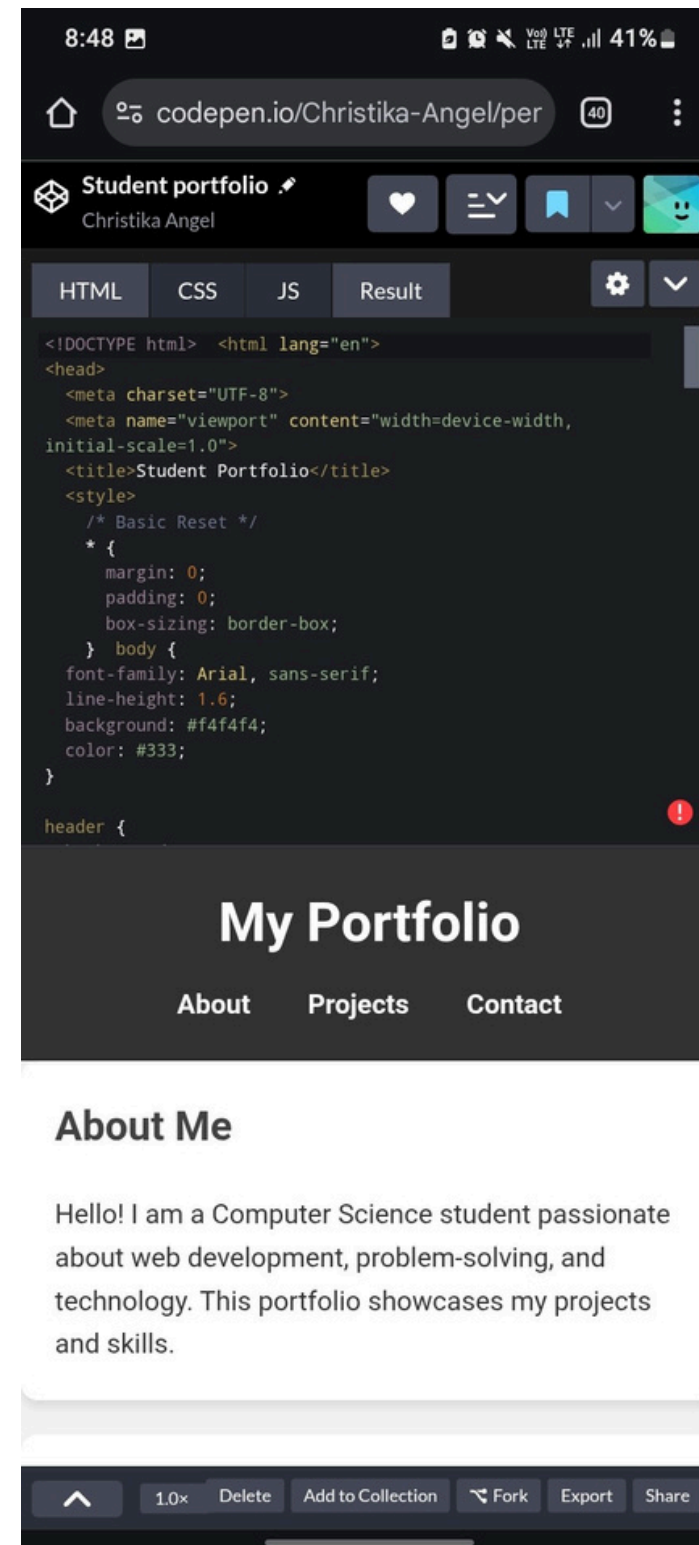 8:48 Vo)) LTE LTE 41%
codepen.io/Christika-Angel/per 40
Student portfolio
Christika Angel
HTML CSS JS Result
<!DOCTYPE html> <html lang="en">
<head>
<meta charset="UTF-8">
<meta name="viewport" content="width=device-width,
initial-scale=1.0">
<title>Student Portfolio</title>
<style>
/* Basic Reset */
* {
margin: 0;
padding: 0;
box-sizing: border-box;
} body {
font-family: Arial, sans-serif;
line-height: 1.6;
background: #f4f4f4;
color: #333;
}
header {
My Portfolio
About Projects Contact
About Me
Hello! I am a Computer Science student passionate
about web development, problem-solving, and
technology. This portfolio showcases my projects
and skills.
1.0× Delete Add to Collection Fork Export Share